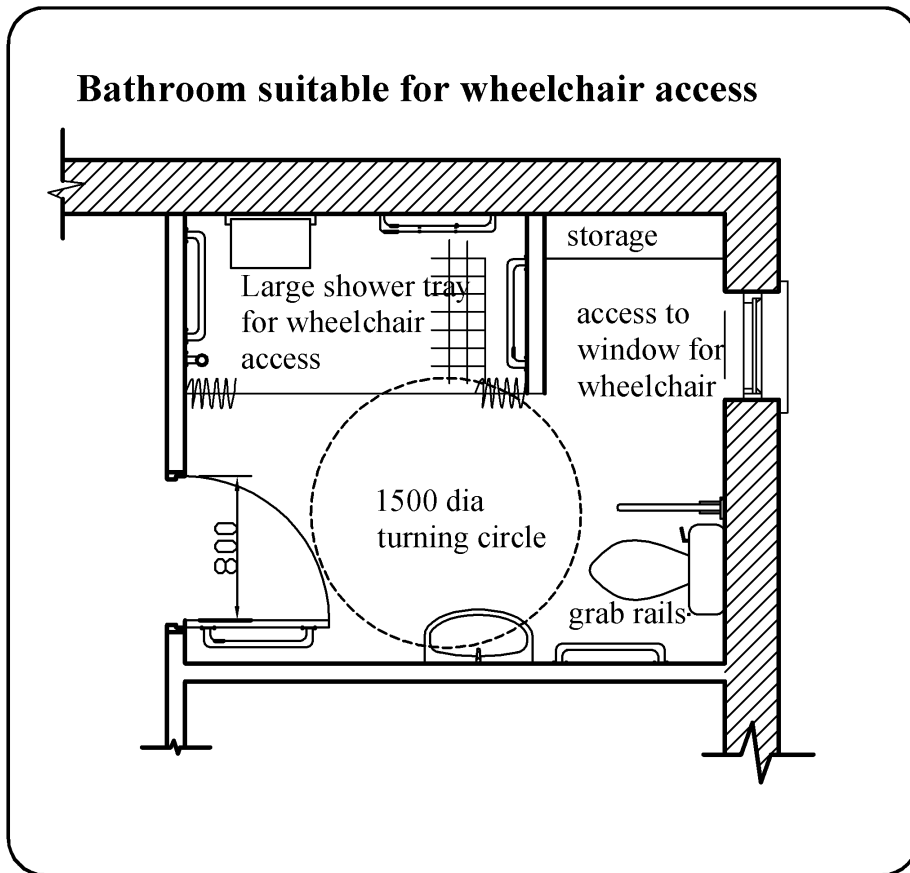 Bathroom suitable for wheelchair access
storage
Large shower tray
for wheelchair
access
access to
window for
wheelchair
1500 dia
turning circle
800
grab rails